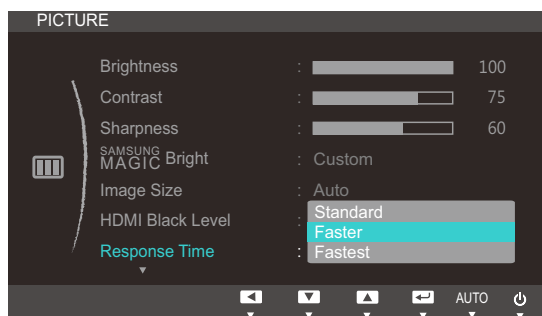 PICTURE
Brightness : 100
Contrast : 75
Sharpness : 60
SAMSUNG MAGIC Bright : Custom
Image Size : Auto
HDMI Black Level :
Standard
Faster
Response Time : Fastest
AUTO